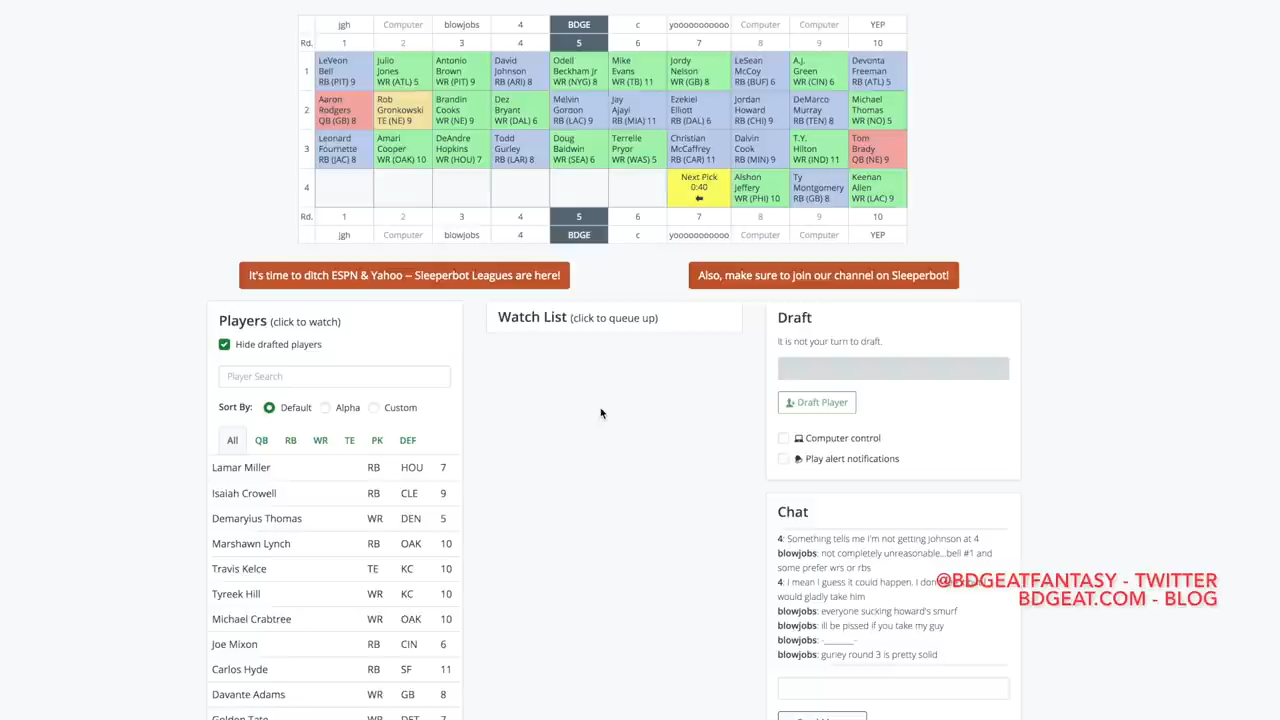 jgh Computer blowjobs 4 BDGE c yooooooooooo Computer Computer YEP
Rd. 1 2 3 4 5 6 7 8 9 10
1
LeVeon Bell RB (PIT) 9
Julio Jones WR (ATL) 5
Antonio Brown WR (PIT) 9
David Johnson RB (ARI) 8
Odell Beckham Jr WR (NYG) 8
Mike Evans WR (TB) 11
Jordy Nelson WR (GB) 8
LeSean McCoy RB (BUF) 6
A.J. Green WR (CIN) 6
Devonta Freeman RB (ATL) 5
2
Aaron Rodgers QB (GB) 8
Rob Gronkowski TE (NE) 9
Brandin Cooks WR (NE) 9
Dez Bryant WR (DAL) 6
Melvin Gordon RB (LAC) 9
Jay Ajayi RB (MIA) 11
Ezekiel Elliott RB (DAL) 6
Jordan Howard RB (CHI) 9
DeMarco Murray RB (TEN) 8
Michael Thomas WR (NO) 5
3
Leonard Fournette RB (JAC) 8
Amari Cooper WR (OAK) 10
DeAndre Hopkins WR (HOU) 7
Todd Gurley RB (LAR) 8
Doug Baldwin WR (SEA) 6
Terrelle Pryor WR (WAS) 5
Christian McCaffrey RB (CAR) 11
Dalvin Cook RB (MIN) 9
T.Y. Hilton WR (IND) 11
Tom Brady QB (NE) 9
4
Next Pick 0:40
Alshon Jeffery WR (PHI) 10
Ty Montgomery RB (GB) 8
Keenan Allen WR (LAC) 9
Rd. 1 2 3 4 5 6 7 8 9 10
jgh Computer blowjobs 4 BDGE c yooooooooooo Computer Computer YEP
It's time to ditch ESPN & Yahoo -- Sleeperbot Leagues are here!
Also, make sure to join our channel on Sleeperbot!
Players (click to watch)
Hide drafted players
Player Search
Sort By: Default Alpha Custom
All QB RB WR TE PK DEF
Lamar Miller RB HOU 7
Isaiah Crowell RB CLE 9
Demaryius Thomas WR DEN 5
Marshawn Lynch RB OAK 10
Travis Kelce TE KC 10
Tyreek Hill WR KC 10
Michael Crabtree WR OAK 10
Joe Mixon RB CIN 6
Carlos Hyde RB SF 11
Davante Adams WR GB 8
Golden Tate WR DET 7
Watch List (click to queue up)
Draft
It is not your turn to draft.
Draft Player
Computer control
Play alert notifications
Chat
4: Something tells me I'm not getting Johnson at 4
blowjobs: not completely unreasonable...bell #1 and
some prefer wrs or rbs
4: I mean I guess it could happen. I
would gladly take him
blowjobs: everyone sucking howard's smurf
blowjobs: ill be pissed if you take my guy
blowjobs: -_______-
blowjobs: gurley round 3 is pretty solid
@BDGEATFANTASY - TWITTER
BDGEAT.COM - BLOG